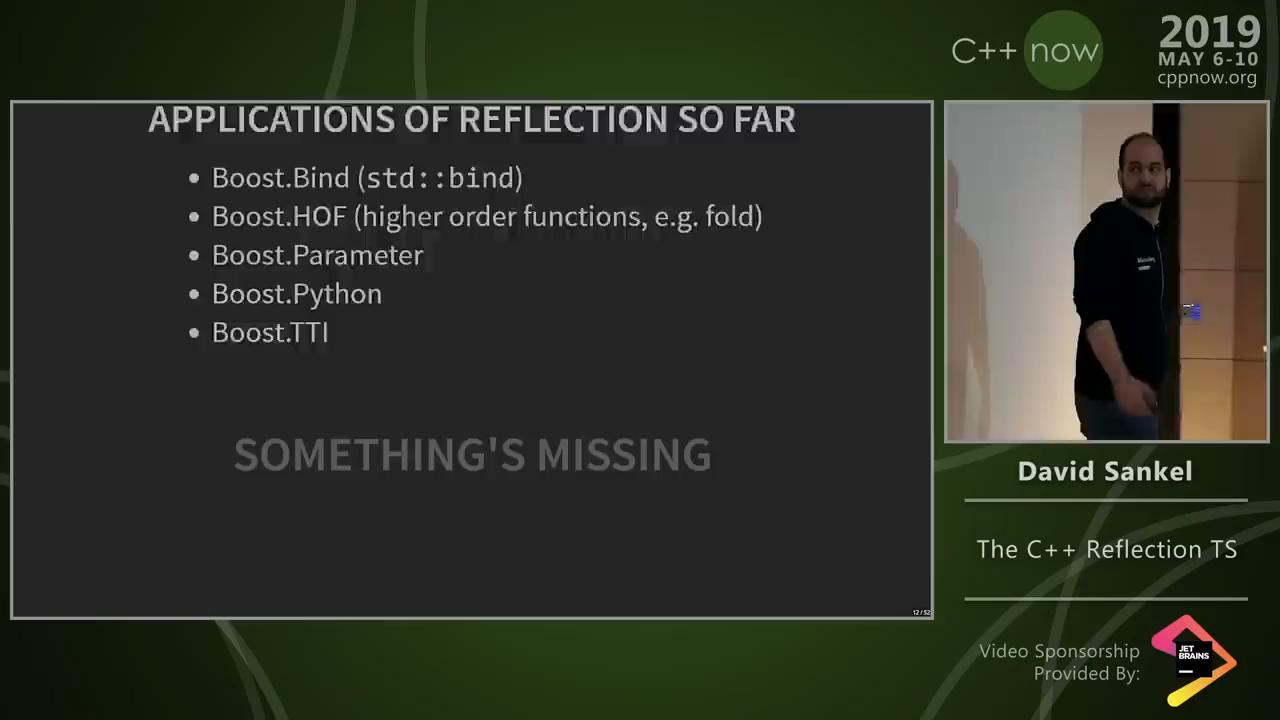 C++ now
2019
MAY 6-10
cppnow.org
APPLICATIONS OF REFLECTION SO FAR
• Boost.Bind (std::bind)
• Boost.HOF (higher order functions, e.g. fold)
• Boost.Parameter
• Boost.Python
• Boost.TTI
SOMETHING'S MISSING
12 / 52
David Sankel
The C++ Reflection TS
Video Sponsorship
Provided By:
JET
BRAINS